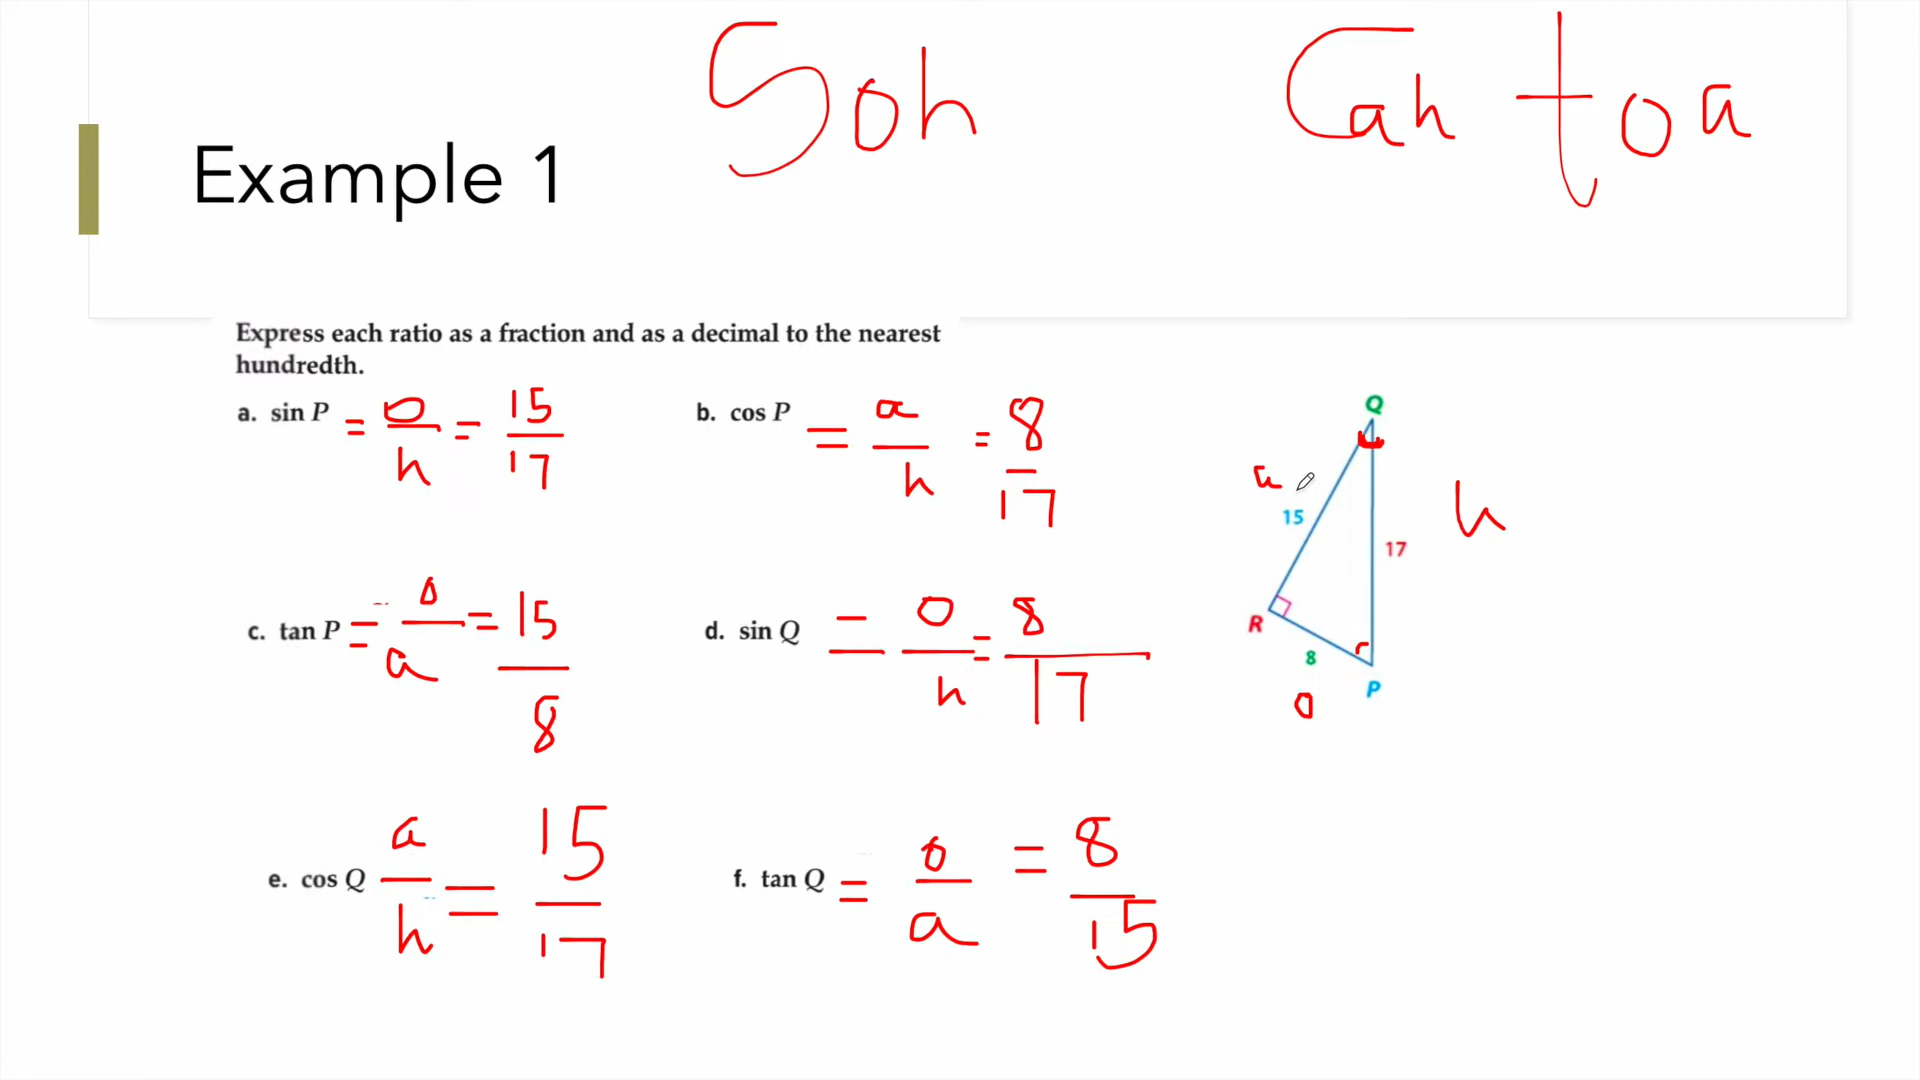 Soh Cah toa
Example 1
Express each ratio as a fraction and as a decimal to the nearest
hundredth.
a. sin P = o/h = 15/17
b. cos P = a/h = 8/17
c. tan P = o/a = 15/8
d. sin Q = o/h = 8/17
e. cos Q a/h = 15/17
f. tan Q = o/a = 8/15
Q
a
15
h
17
R
8
P
o